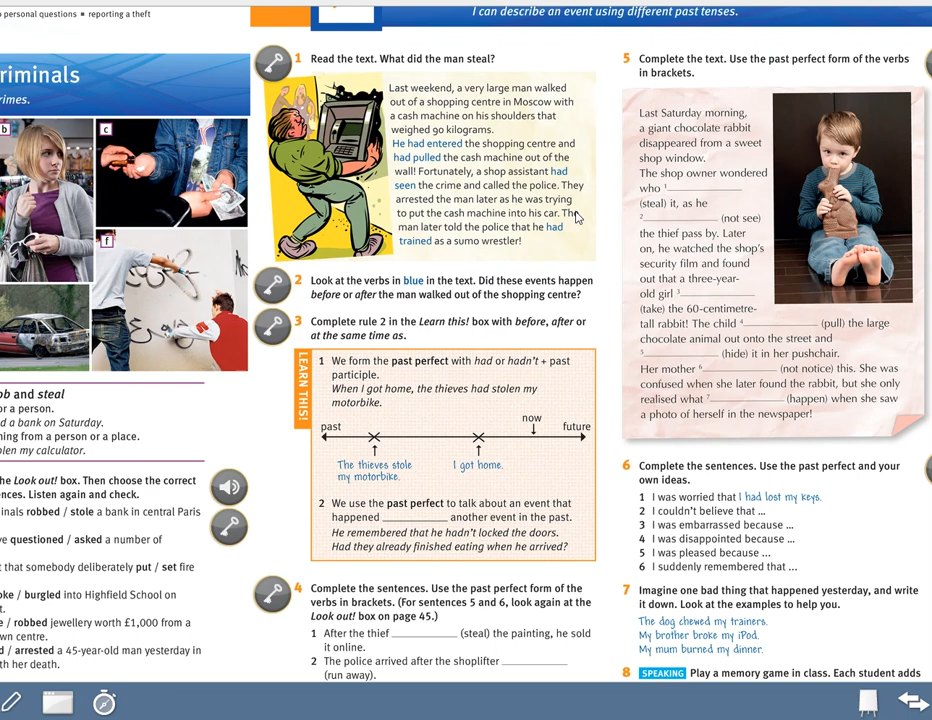 personal questions ■ reporting a theft
I can describe an event using different past tenses.
riminals
rimes.
b
c
f
ob and steal
or a person.
d a bank on Saturday.
hing from a person or a place.
olen my calculator.
he Look out! box. Then choose the correct
nces. Listen again and check.
inals robbed / stole a bank in central Paris
ve questioned / asked a number of
t that somebody deliberately put / set fire
oke / burgled into Highfield School on
t.
e / robbed jewellery worth £1,000 from a
wn centre.
d / arrested a 45-year-old man yesterday in
th her death.
1 Read the text. What did the man steal?
Last weekend, a very large man walked
out of a shopping centre in Moscow with
a cash machine on his shoulders that
weighed 90 kilograms.
He had entered the shopping centre and
had pulled the cash machine out of the
wall! Fortunately, a shop assistant had
seen the crime and called the police. They
arrested the man later as he was trying
to put the cash machine into his car. The
man later told the police that he had
trained as a sumo wrestler!
2 Look at the verbs in blue in the text. Did these events happen
before or after the man walked out of the shopping centre?
3 Complete rule 2 in the Learn this! box with before, after or
at the same time as.
LEARN THIS!
1 We form the past perfect with had or hadn't + past
participle.
When I got home, the thieves had stolen my
motorbike.
past now future
The thieves stole I got home.
my motorbike.
2 We use the past perfect to talk about an event that
happened ____________ another event in the past.
He remembered that he hadn't locked the doors.
Had they already finished eating when he arrived?
4 Complete the sentences. Use the past perfect form of the
verbs in brackets. (For sentences 5 and 6, look again at the
Look out! box on page 45.)
1 After the thief ____________ (steal) the painting, he sold
it online.
2 The police arrived after the shoplifter ____________
(run away).
5 Complete the text. Use the past perfect form of the verbs
in brackets.
Last Saturday morning,
a giant chocolate rabbit
disappeared from a sweet
shop window.
The shop owner wondered
who 1____________
(steal) it, as he
2____________ (not see)
the thief pass by. Later
on, he watched the shop's
security film and found
out that a three-year-
old girl 3____________
(take) the 60-centimetre-
tall rabbit! The child 4____________ (pull) the large
chocolate animal out onto the street and
5____________ (hide) it in her pushchair.
Her mother 6____________ (not notice) this. She was
confused when she later found the rabbit, but she only
realised what 7____________ (happen) when she saw
a photo of herself in the newspaper!
6 Complete the sentences. Use the past perfect and your
own ideas.
1 I was worried that I had lost my keys.
2 I couldn't believe that ...
3 I was embarrassed because ...
4 I was disappointed because ...
5 I was pleased because ...
6 I suddenly remembered that ...
7 Imagine one bad thing that happened yesterday, and write
it down. Look at the examples to help you.
The dog chewed my trainers.
My brother broke my iPod.
My mum burned my dinner.
8 SPEAKING Play a memory game in class. Each student adds